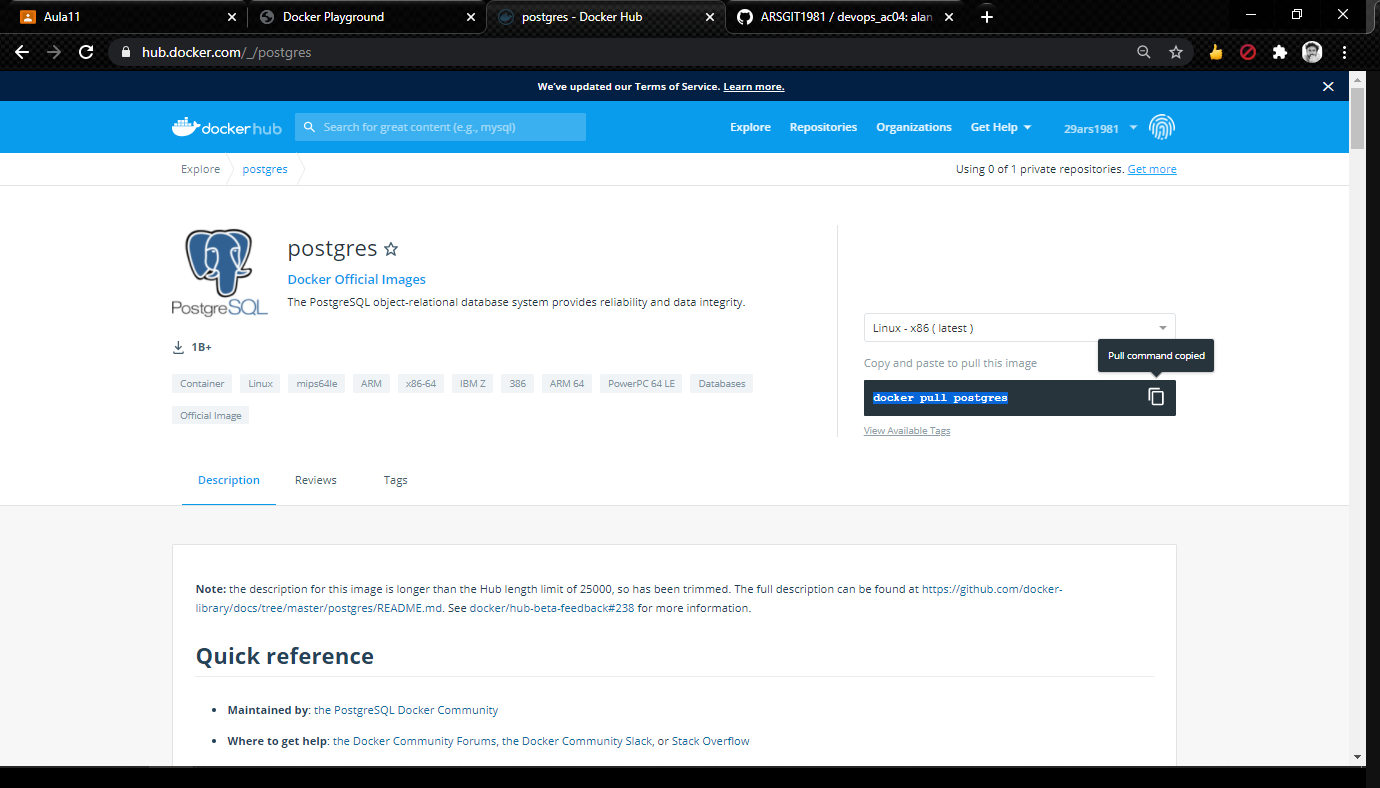 Aula11
Docker Playground
postgres - Docker Hub
ARSGIT1981 / devops_ac04: alan
hub.docker.com/_/postgres
We've updated our Terms of Service. Learn more.
docker hub
Search for great content (e.g., mysql)
Explore
Repositories
Organizations
Get Help
29ars1981
Explore
postgres
Using 0 of 1 private repositories. Get more
PostgreSQL
postgres
Docker Official Images
The PostgreSQL object-relational database system provides reliability and data integrity.
1B+
Container
Linux
mips64le
ARM
x86-64
IBM Z
386
ARM 64
PowerPC 64 LE
Databases
Official Image
Linux - x86 ( latest )
Pull command copied
Copy and paste to pull this image
docker pull postgres
View Available Tags
Description
Reviews
Tags
Note: the description for this image is longer than the Hub length limit of 25000, so has been trimmed. The full description can be found at https://github.com/docker-
library/docs/tree/master/postgres/README.md. See docker/hub-beta-feedback#238 for more information.
Quick reference
• Maintained by: the PostgreSQL Docker Community
• Where to get help: the Docker Community Forums, the Docker Community Slack, or Stack Overflow